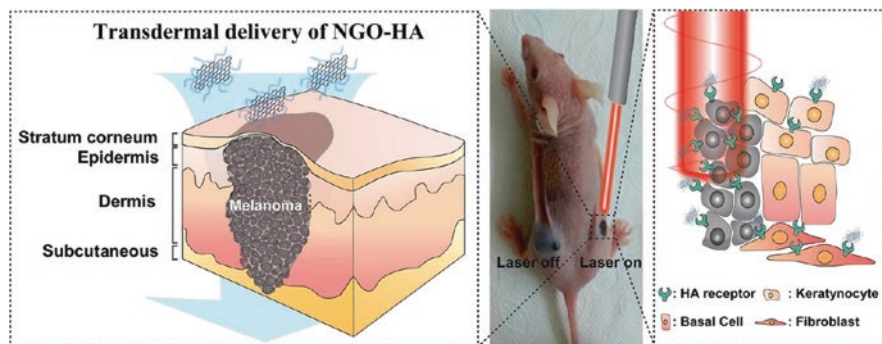 Transdermal delivery of NGO-HA
Stratum corneum
Epidermis
Dermis
Subcutaneous
Melanoma
Laser off
Laser on
: HA receptor
: Keratynocyte
: Basal Cell
: Fibroblast